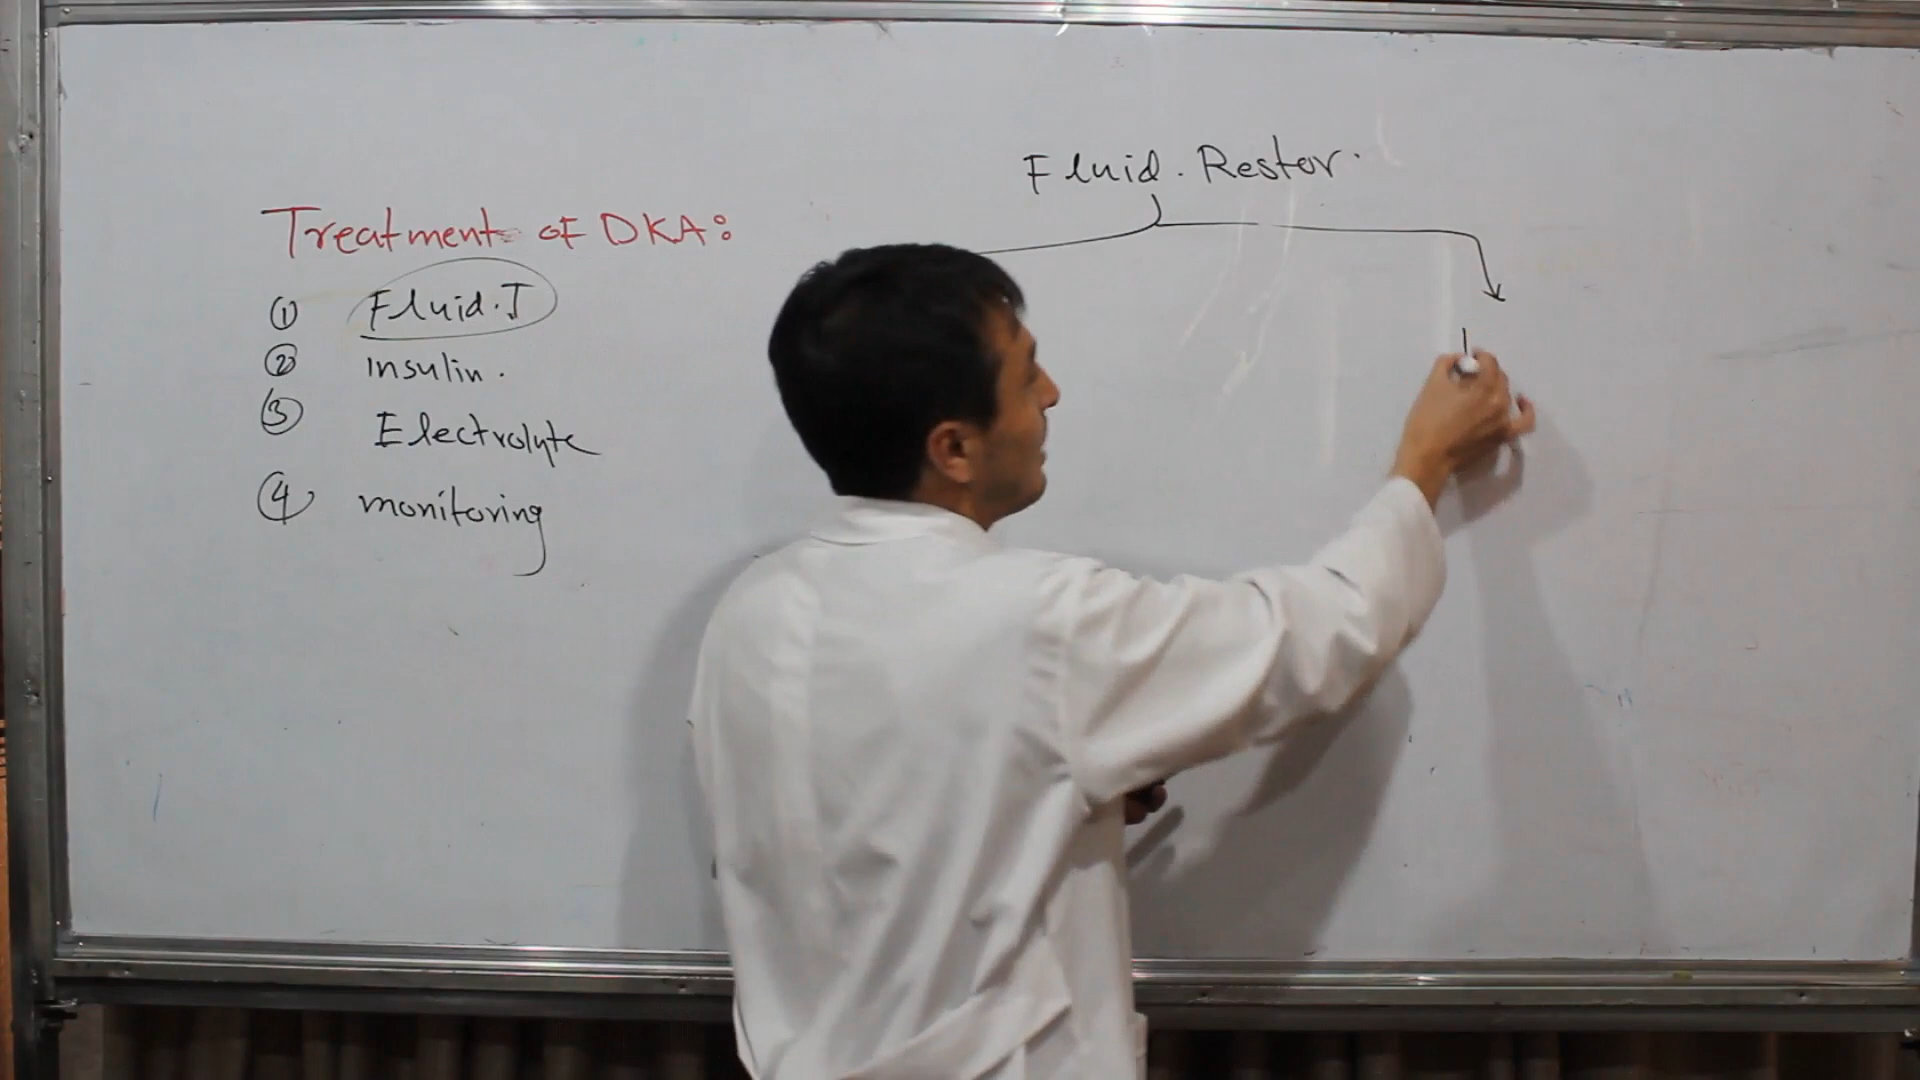 Treatment of DKA:
① Fluid.T
② insulin.
③ Electrolyte
④ monitoring
Fluid. Restor.